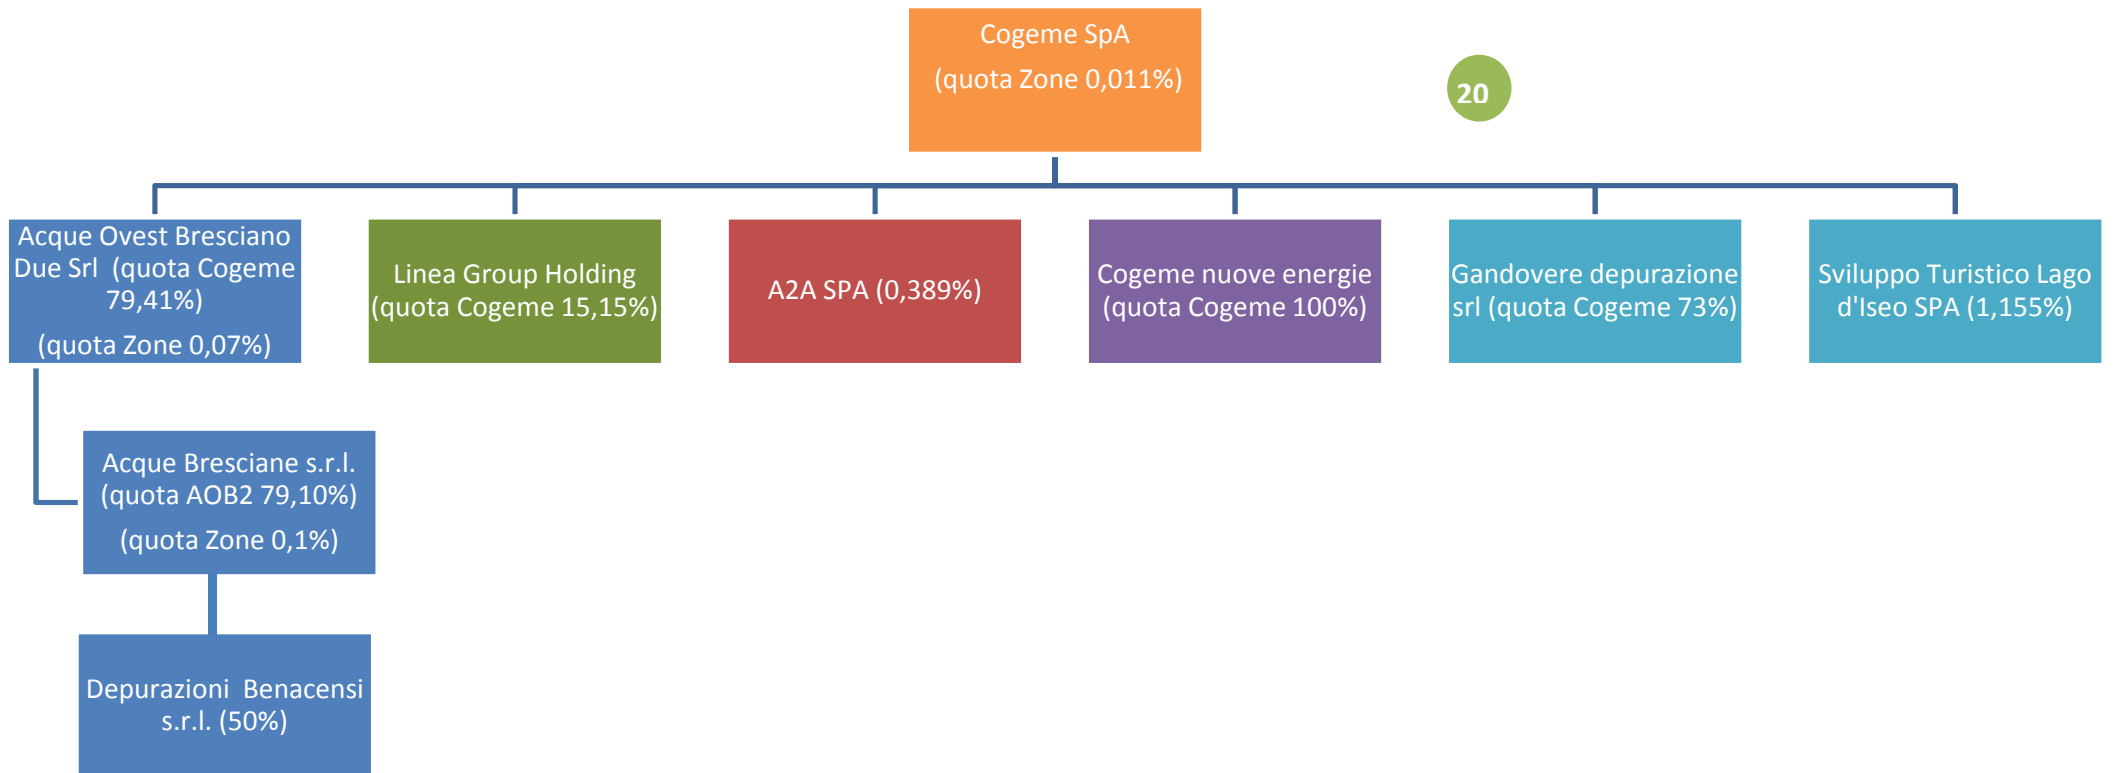 Cogeme SpA
(quota Zone 0,011%)
20
Acque Ovest Bresciano
Due Srl (quota Cogeme
79,41%)
(quota Zone 0,07%)
Linea Group Holding
(quota Cogeme 15,15%)
A2A SPA (0,389%)
Cogeme nuove energie
(quota Cogeme 100%)
Gandovere depurazione
srl (quota Cogeme 73%)
Sviluppo Turistico Lago
d'Iseo SPA (1,155%)
Acque Bresciane s.r.l.
(quota AOB2 79,10%)
(quota Zone 0,1%)
Depurazioni Benacensi
s.r.l. (50%)